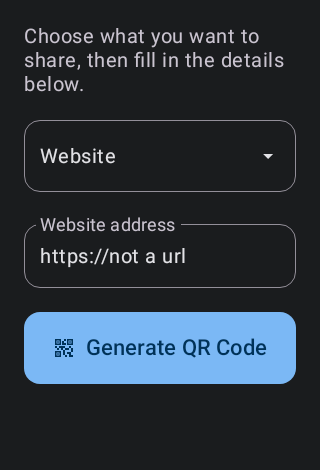 Choose what you want to
share, then fill in the details
below.
Website
Website address
https://not a url
Generate QR Code